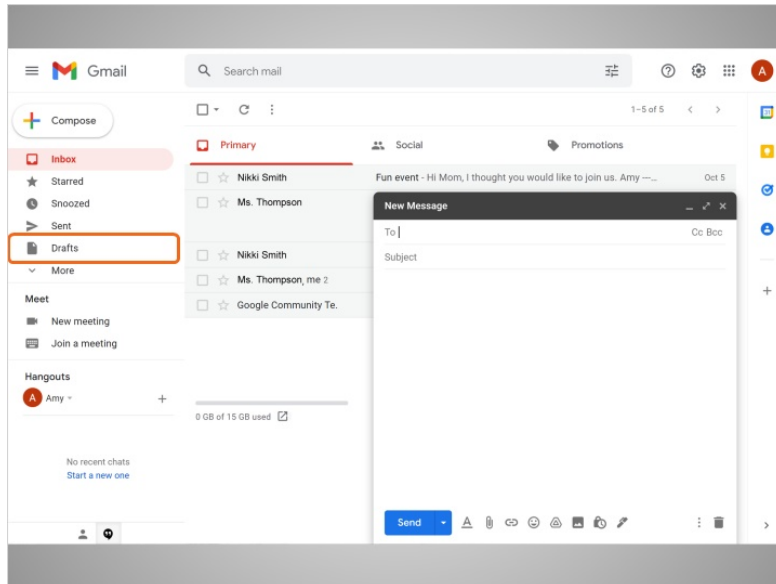 Gmail
Search mail
A
Compose
1–5 of 5
Inbox
Primary
Social
Promotions
Starred
Nikki Smith
Fun event - Hi Mom, I thought you would like to join us. Amy —...
Oct 5
Snoozed
Ms. Thompson
New Message
Sent
To
Cc Bcc
Drafts
Nikki Smith
Subject
More
Ms. Thompson, me 2
Meet
Google Community Te.
New meeting
Join a meeting
Hangouts
A Amy
0 GB of 15 GB used
No recent chats
Start a new one
Send